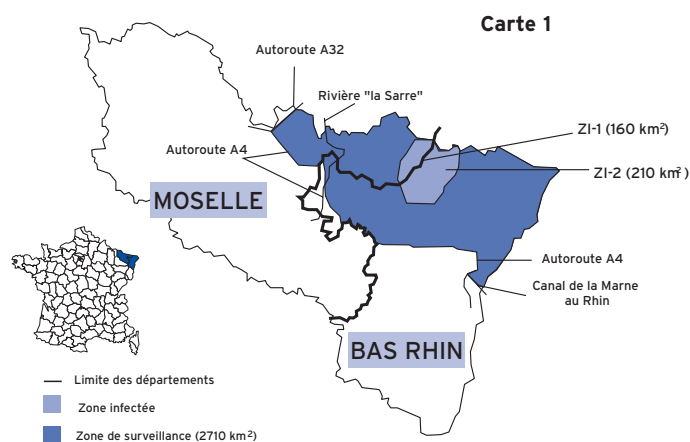 Carte 1
Autoroute A32
Rivière "la Sarre"
ZI-1 (160 km²)
Autoroute A4
ZI-2 (210 km²)
MOSELLE
Autoroute A4
Canal de la Marne
au Rhin
BAS RHIN
Limite des départements
Zone infectée
Zone de surveillance (2710 km²)